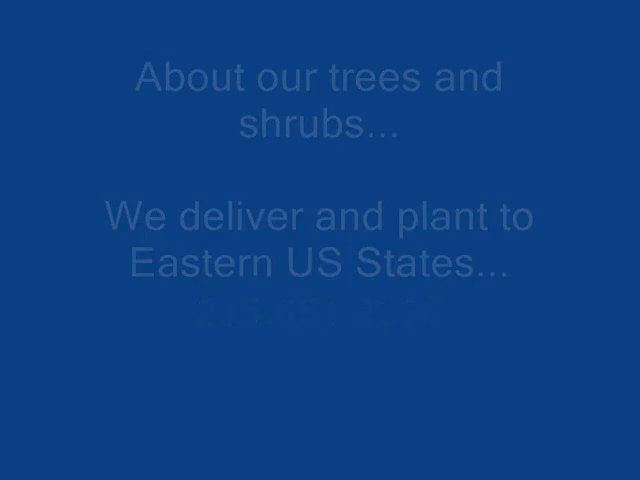 About our trees and
shrubs...
We deliver and plant to
Eastern US States...